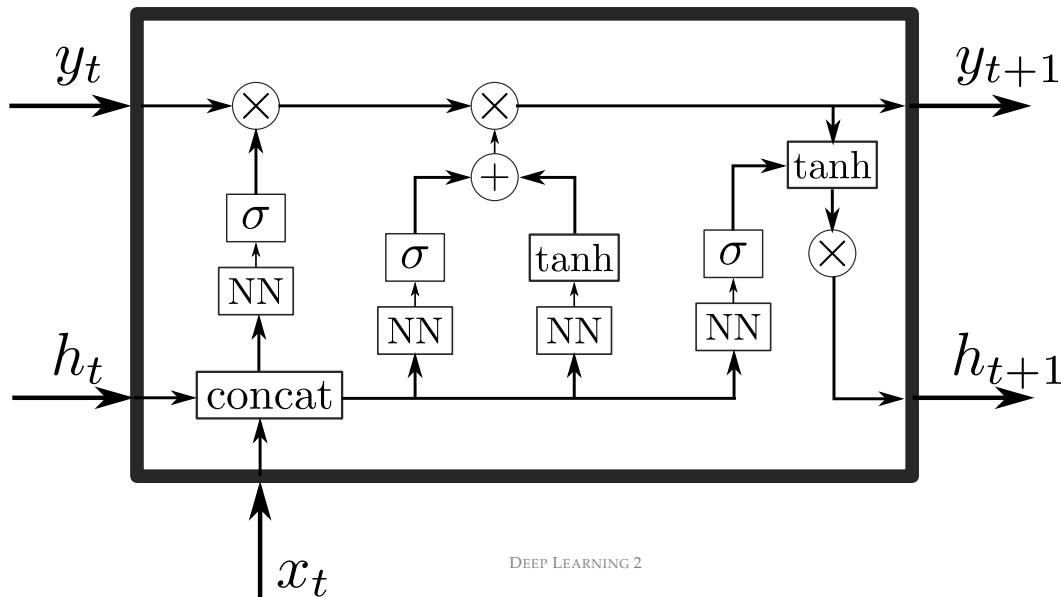 y_t
y_{t+1}
×
×
tanh
+
σ
σ
tanh
σ
×
NN
NN
NN
NN
h_t
concat
h_{t+1}
x_t
DEEP LEARNING 2